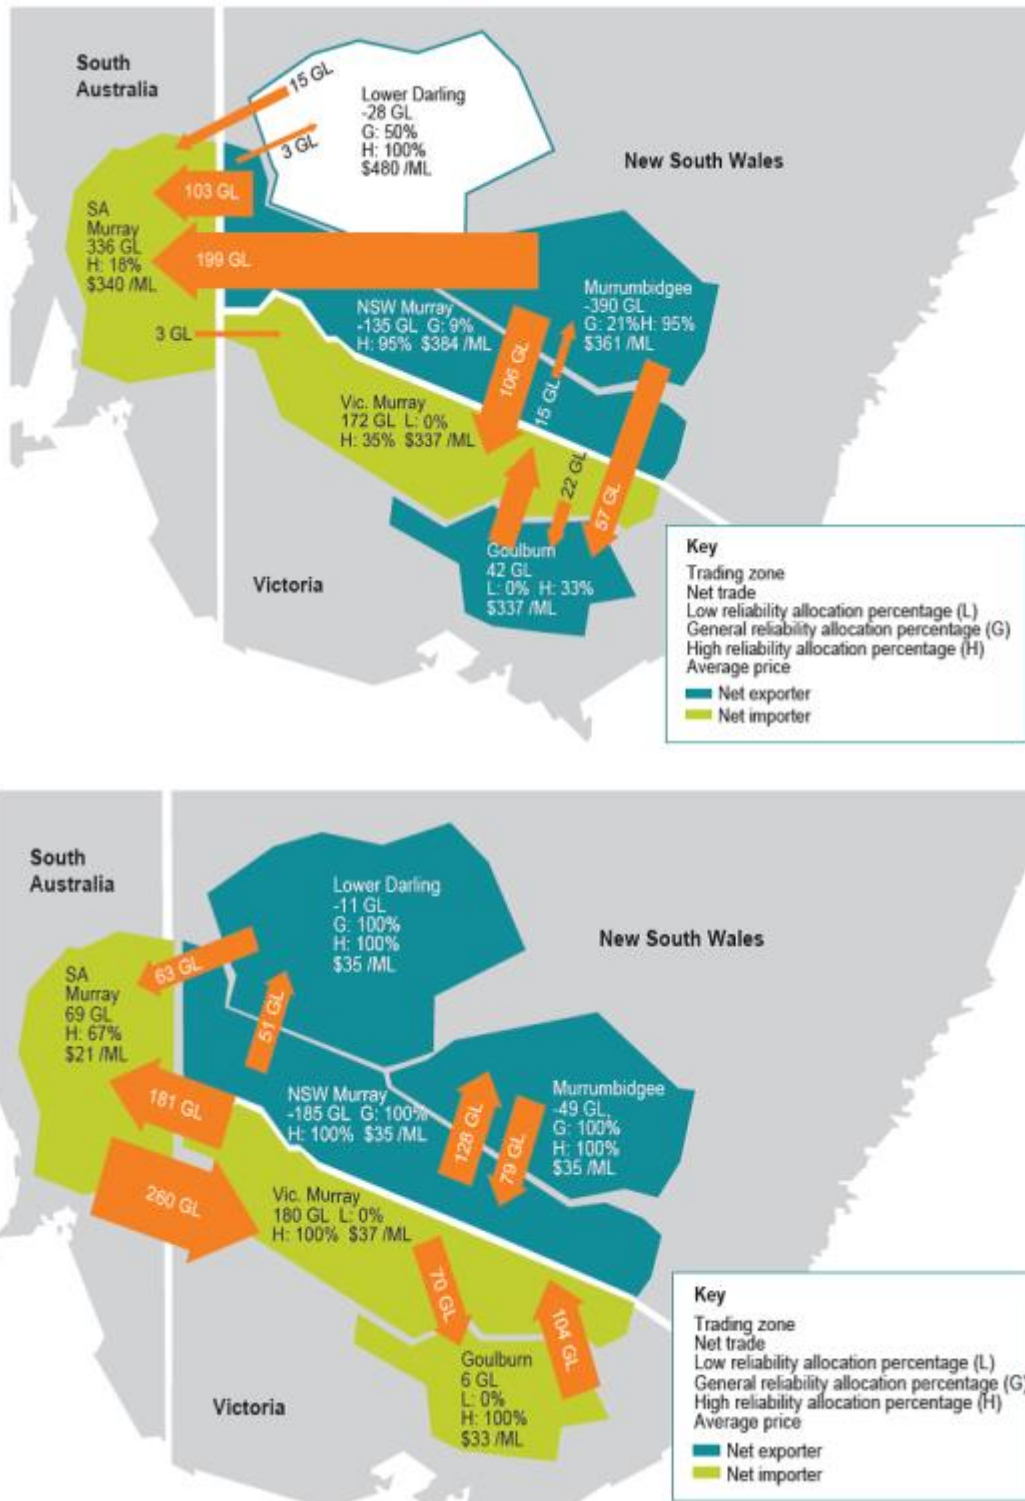 South
Australia
15 GL
Lower Darling
-28 GL
G: 50%
H: 100%
$480 /ML
3 GL
New South Wales
103 GL
SA
Murray
336 GL
H: 18%
$340 /ML
199 GL
Murrumbidgee
-390 GL
G: 21%H: 95%
$361 /ML
NSW Murray
-135 GL G: 9%
H: 95% $384 /ML
3 GL
106 GL
15 GL
Vic. Murray
172 GL L: 0%
H: 35% $337 /ML
22 GL
57 GL
Goulburn
42 GL
L: 0% H: 33%
$337 /ML
Victoria
Key
Trading zone
Net trade
Low reliability allocation percentage (L)
General reliability allocation percentage (G)
High reliability allocation percentage (H)
Average price
Net exporter
Net importer
South
Australia
Lower Darling
-11 GL
G: 100%
H: 100%
$35 /ML
New South Wales
63 GL
SA
Murray
69 GL
H: 67%
$21 /ML
51 GL
NSW Murray
-185 GL G: 100%
H: 100% $35 /ML
Murrumbidgee
-49 GL,
G: 100%
H: 100%
$35 /ML
181 GL
128 GL
79 GL
260 GL
Vic. Murray
180 GL L: 0%
H: 100% $37 /ML
70 GL
104 GL
Goulburn
6 GL
L: 0%
H: 100%
$33 /ML
Victoria
Key
Trading zone
Net trade
Low reliability allocation percentage (L)
General reliability allocation percentage (G)
High reliability allocation percentage (H)
Average price
Net exporter
Net importer